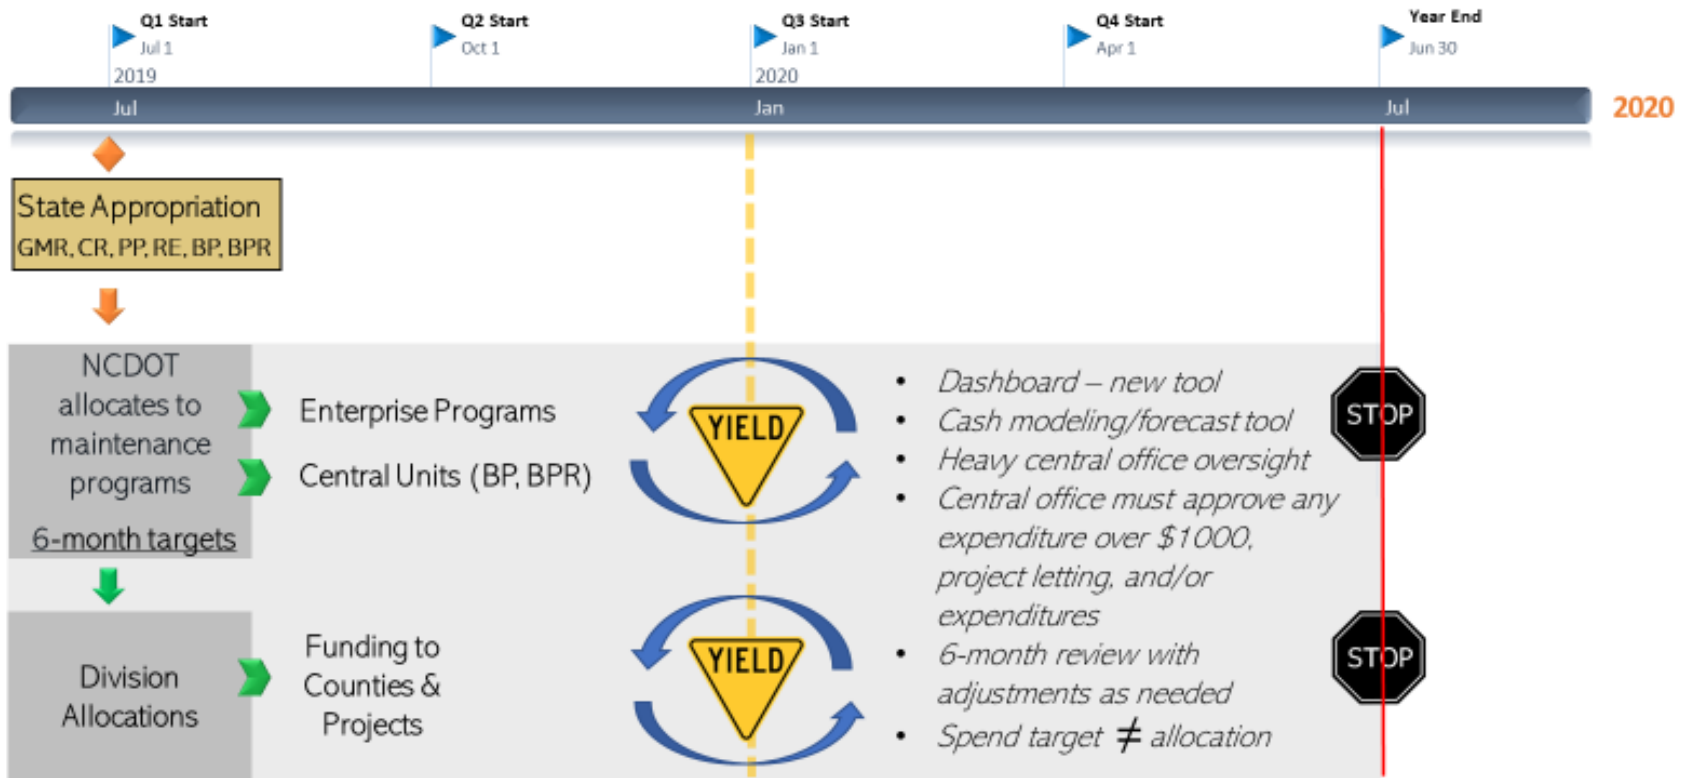 Q1 Start
Jul 1
2019
Q2 Start
Oct 1
Q3 Start
Jan 1
2020
Q4 Start
Apr 1
Year End
Jun 30
Jul
Jan
Jul
2020
State Appropriation
GMR, CR, PP, RE, BP, BPR
NCDOT
allocates to
maintenance
programs
6-month targets
Enterprise Programs
Central Units (BP, BPR)
YIELD
• Dashboard – new tool
• Cash modeling/forecast tool
• Heavy central office oversight
• Central office must approve any
expenditure over $1000,
project letting, and/or
expenditures
• 6-month review with
adjustments as needed
• Spend target ≠ allocation
STOP
Division
Allocations
Funding to
Counties &
Projects
YIELD
STOP